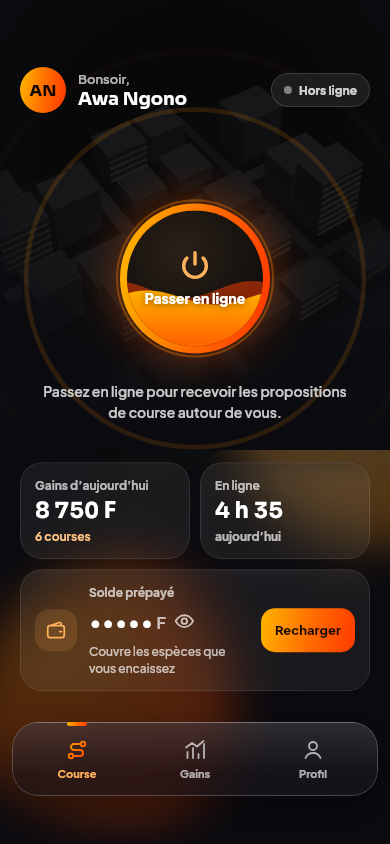 AN
Bonsoir,
Awa Ngono
Hors ligne
Passer en ligne
Passez en ligne pour recevoir les propositions
de course autour de vous.
Gains d’aujourd’hui
8 750 F
6 courses
En ligne
4 h 35
aujourd’hui
Solde prépayé
●●●●● F
Couvre les espèces que
vous encaissez
Recharger
Course
Gains
Profil